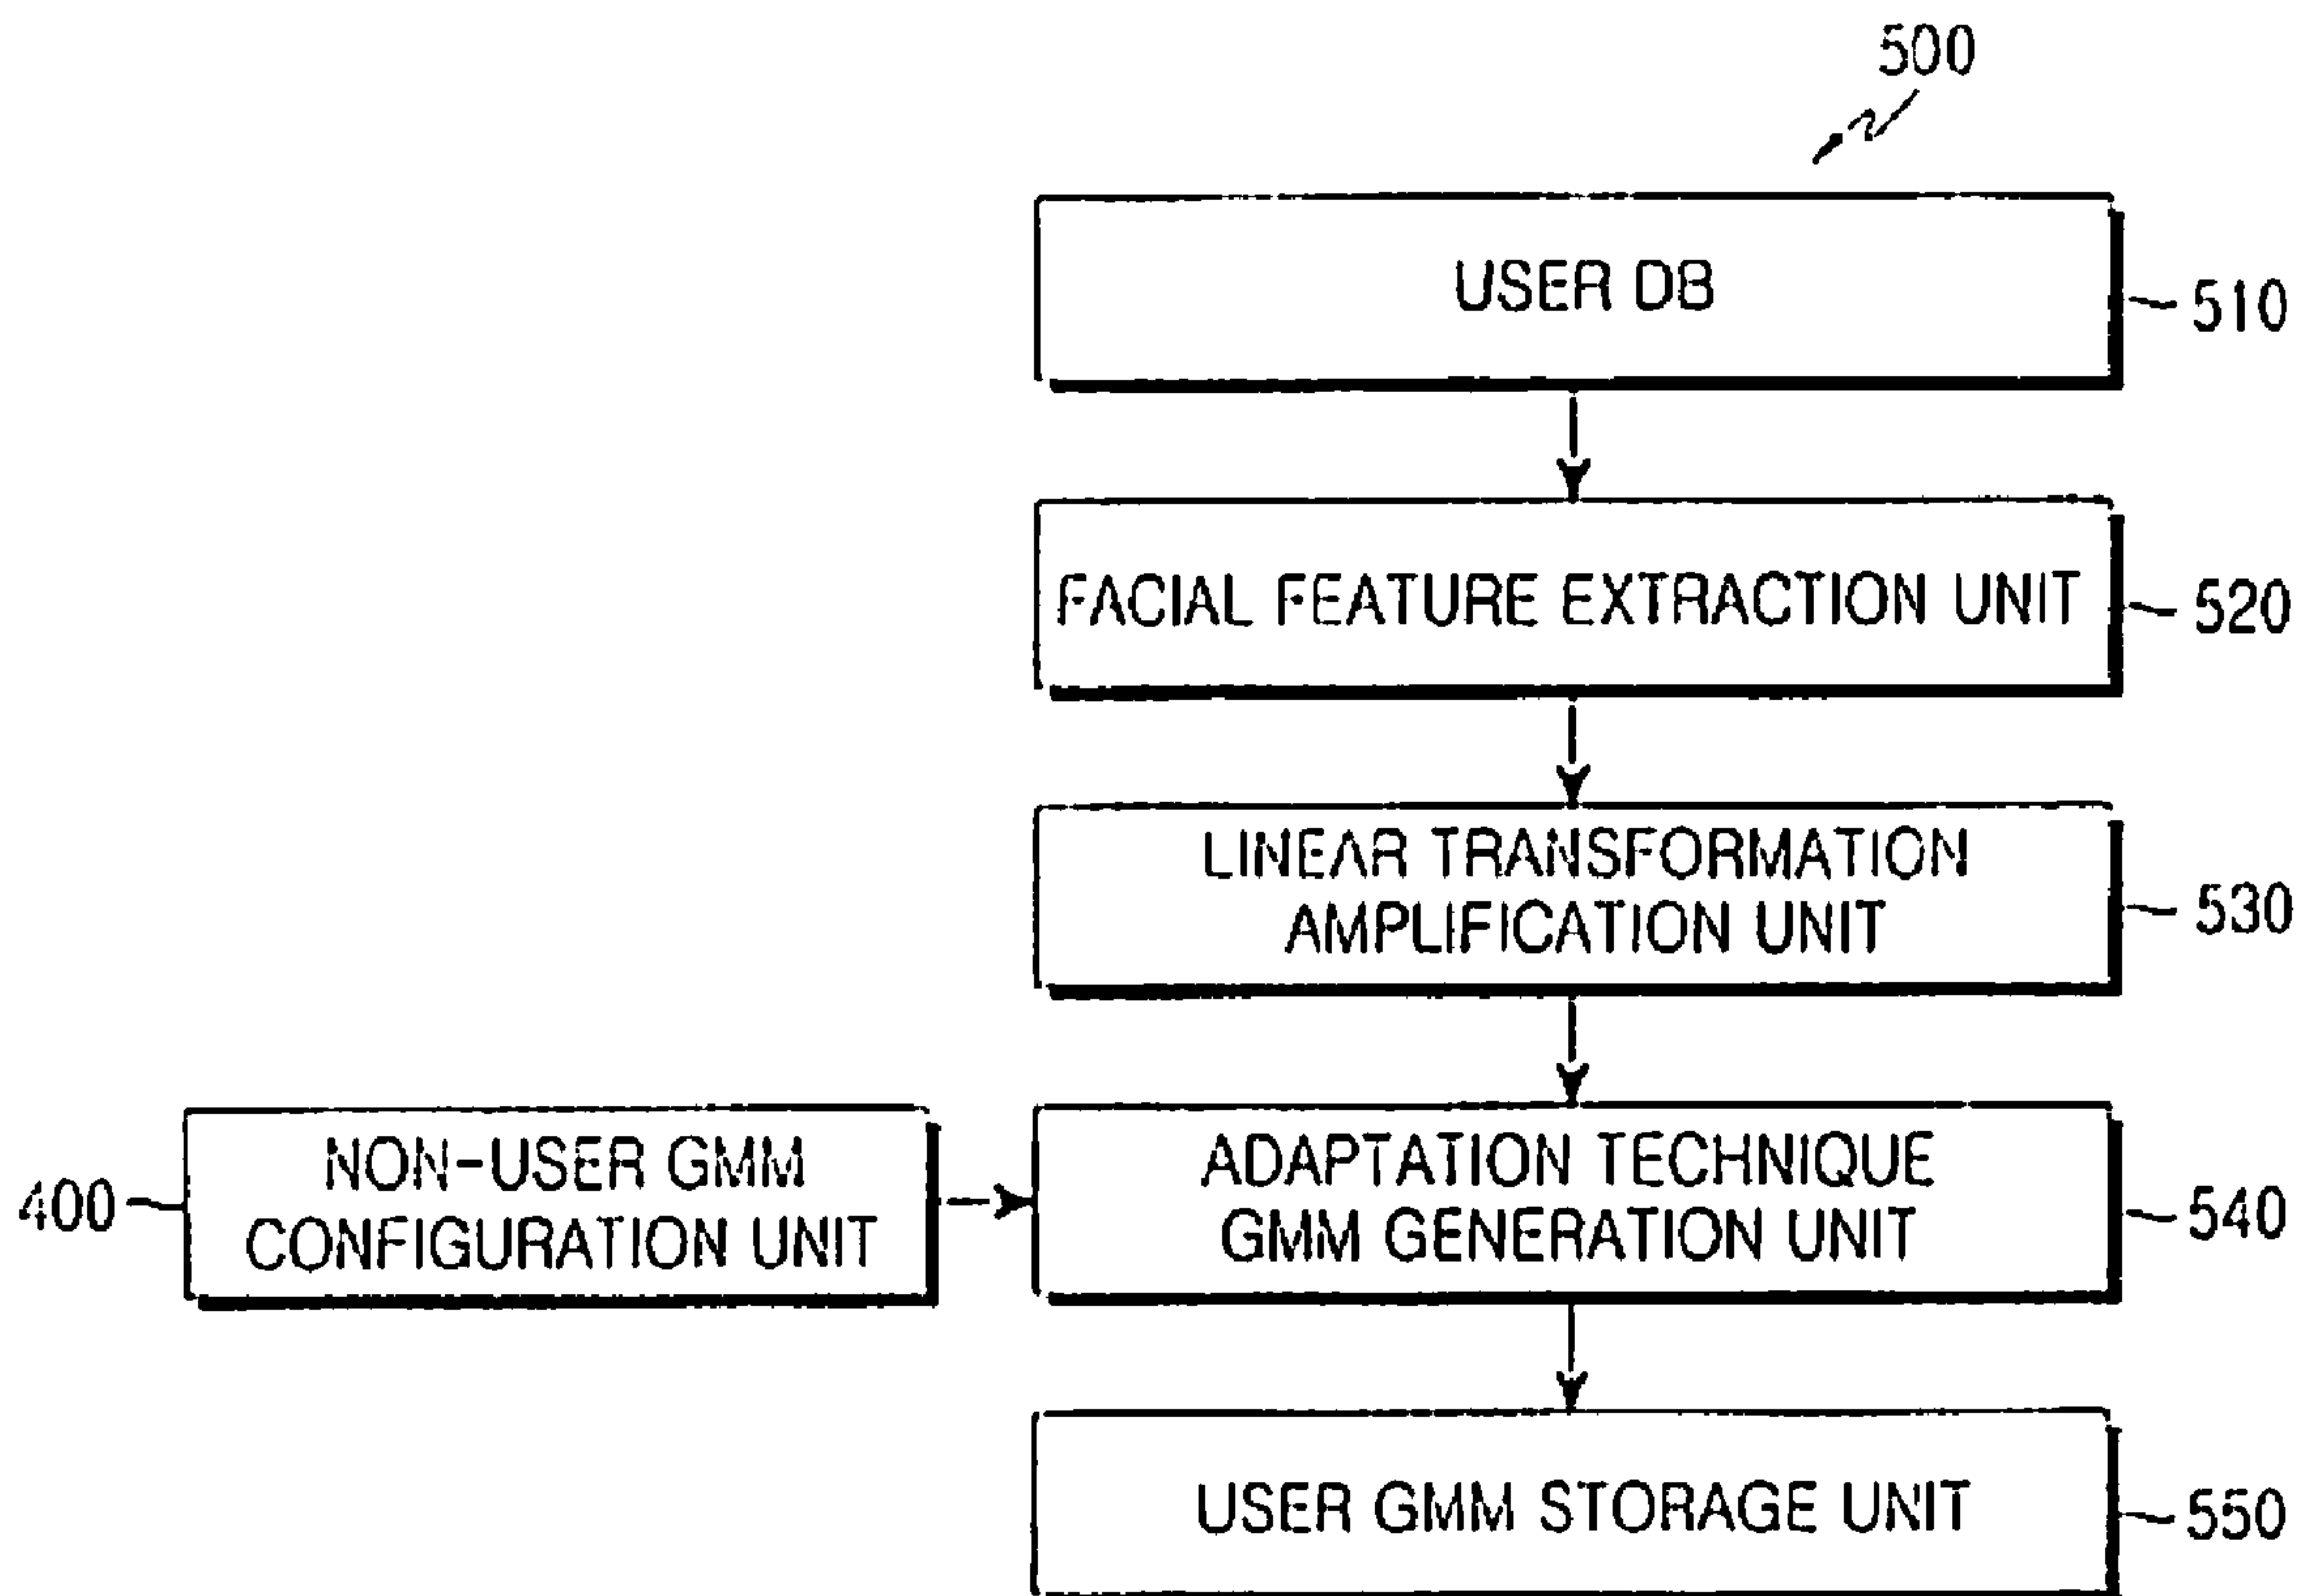 500
USER DB
510
FACIAL FEATURE EXTRACTION UNIT
520
LINEAR TRANSFORMATION
AMPLIFICATION UNIT
530
400
NON-USER GMM
CONFIGURATION UNIT
ADAPTATION TECHNIQUE
GMM GENERATION UNIT
540
USER GMM STORAGE UNIT
550